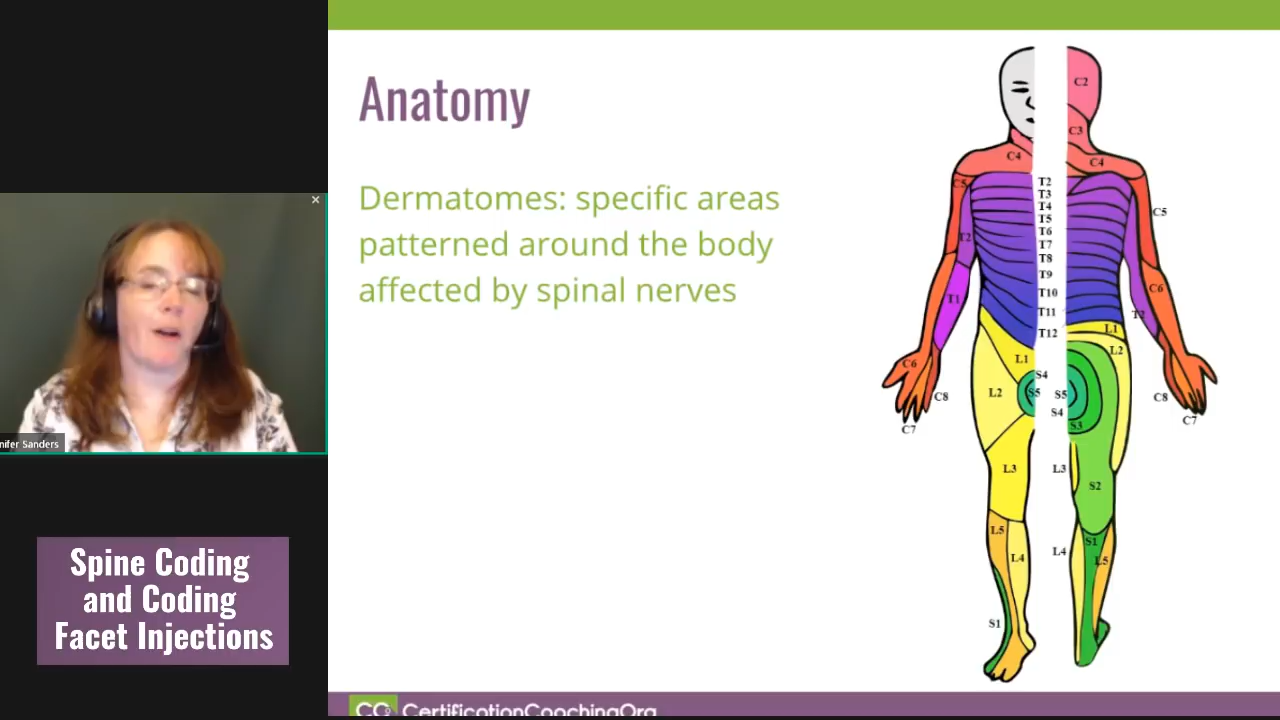 Anatomy
Dermatomes: specific areas
patterned around the body
affected by spinal nerves
C2
C3
C4
C4
C5
T2
T3
T4
T5
T6
T7
T8
T9
T10
T11
T12
C5
T2
C6
T1
T2
L1
L2
L1
C6
S4
L2
S5
S5
C8
C8
S4
C7
C7
S3
L3
L3
S2
L5
S1
L4
L4
L5
S1
×
nifer Sanders
Spine Coding
and Coding
Facet Injections
CCO
CertificationCoachingOrg